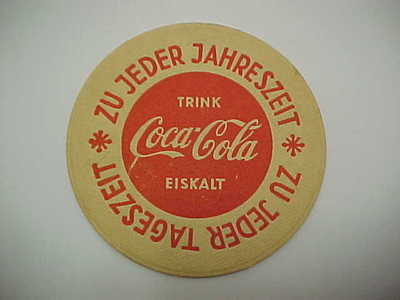 ZU JEDER JAHRESZEIT
TRINK
Coca-Cola
EISKALT
ZU JEDER TAGESZEIT